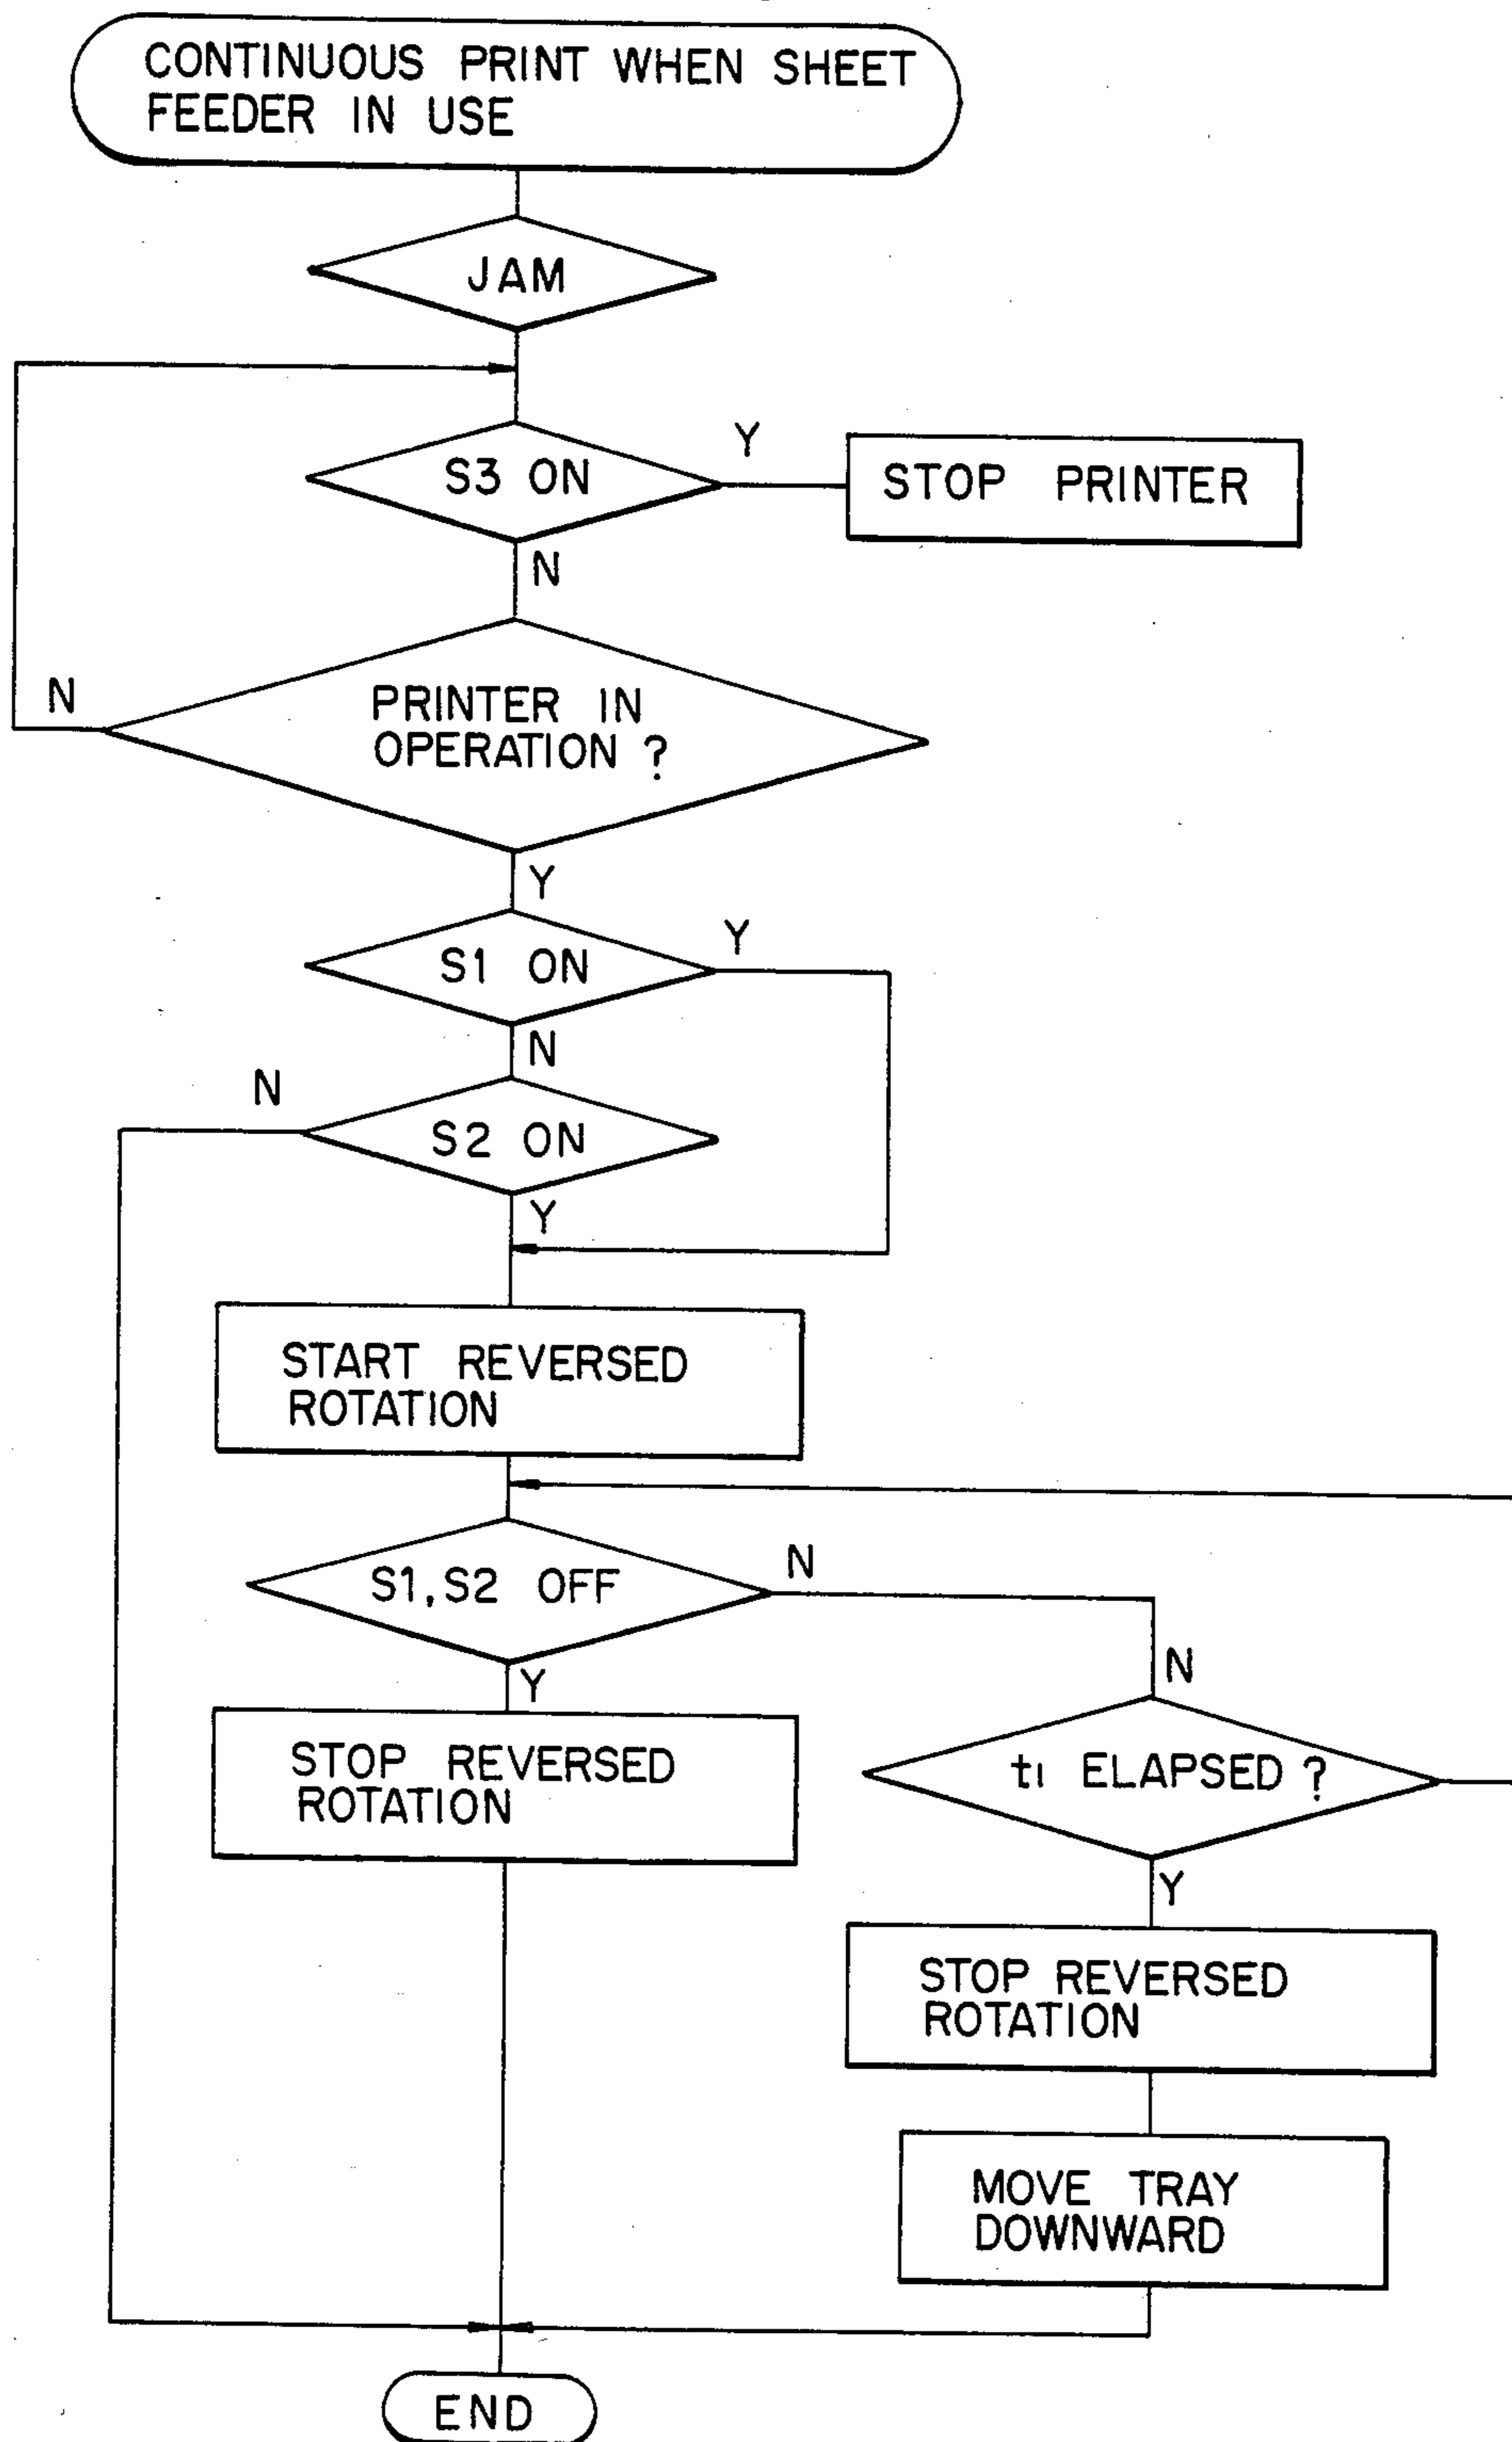 CONTINUOUS PRINT WHEN SHEET
FEEDER IN USE
JAM
S3 ON
Y
STOP PRINTER
N
PRINTER IN
OPERATION ?
N
Y
S1 ON
Y
N
S2 ON
N
Y
START REVERSED
ROTATION
S1, S2 OFF
N
Y
N
STOP REVERSED
ROTATION
t1 ELAPSED ?
Y
STOP REVERSED
ROTATION
MOVE TRAY
DOWNWARD
END